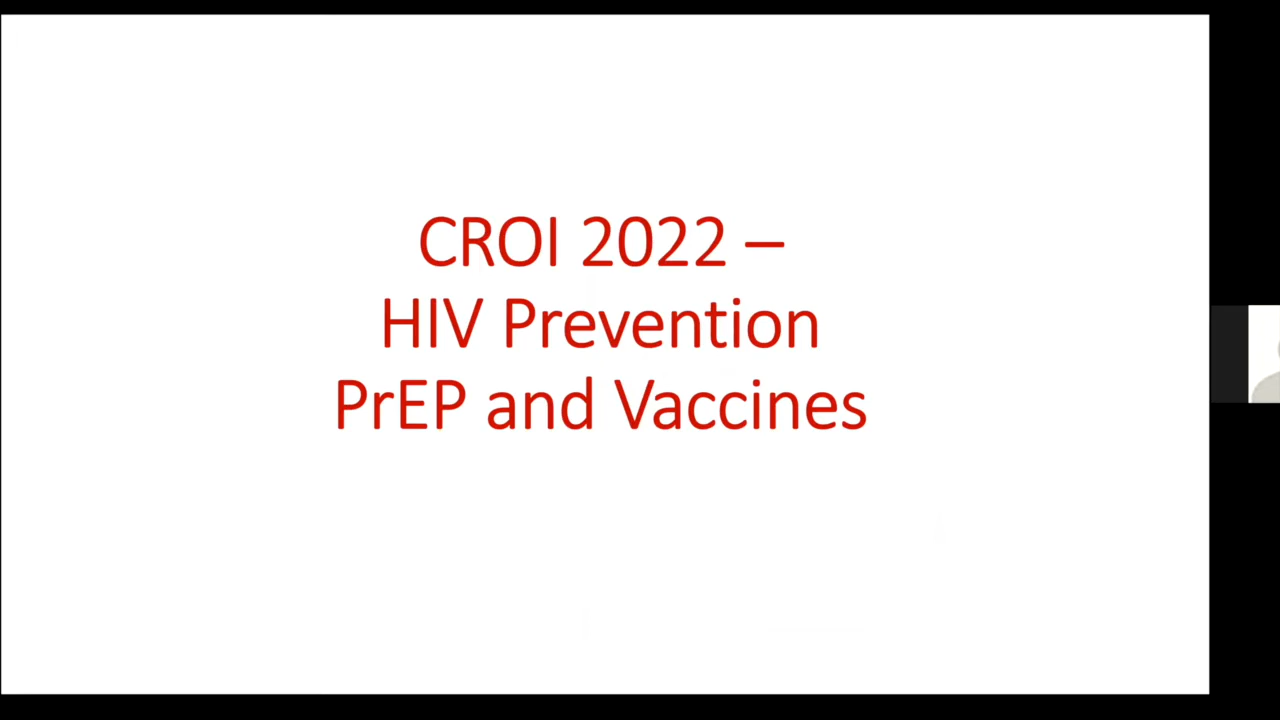 CROI 2022 –
HIV Prevention
PrEP and Vaccines